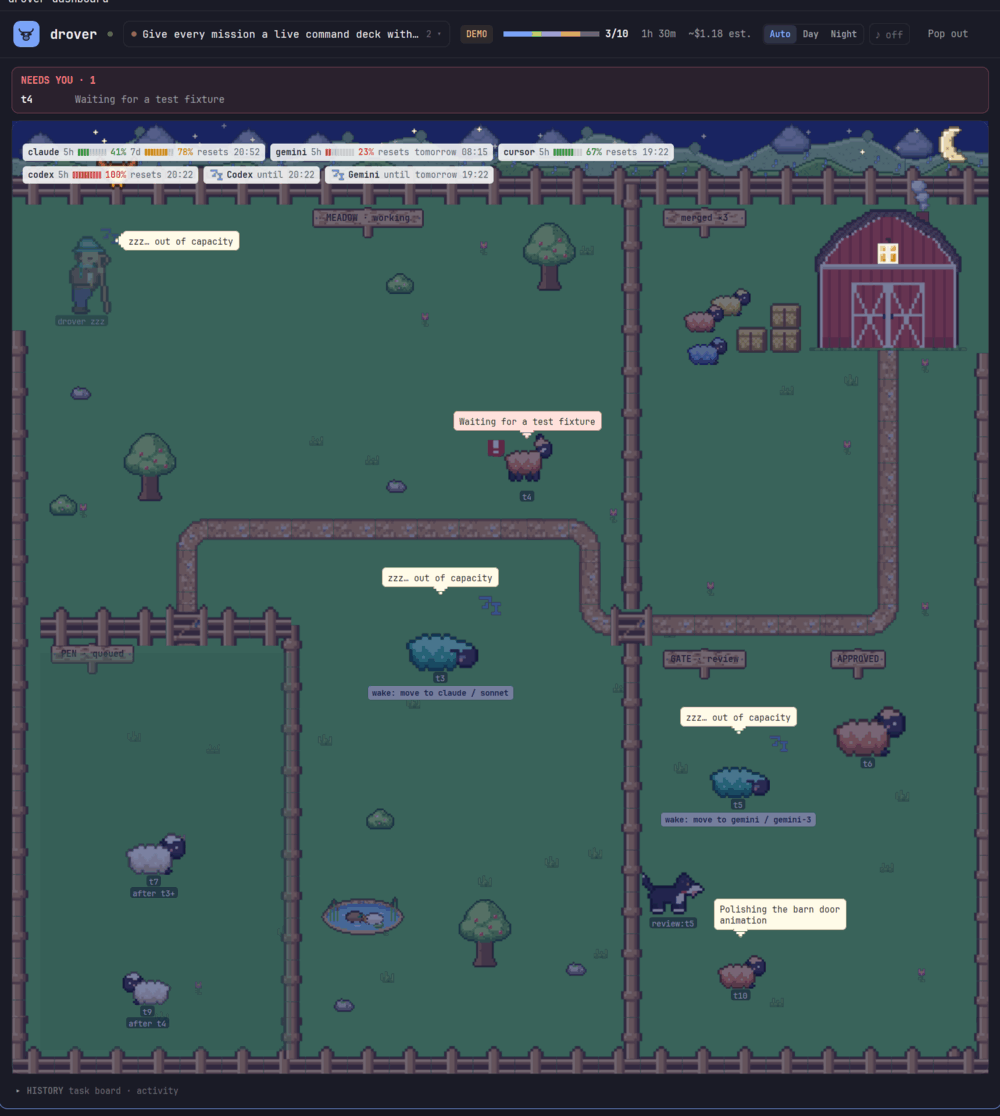 drover
Give every mission a live command deck with… 2
DEMO
3/10
1h 30m
~$1.18 est.
Auto Day Night
♪ off
Pop out
NEEDS YOU · 1
t4 Waiting for a test fixture
claude 5h 41% 7d 78% resets 20:52
gemini 5h 23% resets tomorrow 08:15
cursor 5h 67% resets 19:22
codex 5h 100% resets 20:22
Codex until 20:22
Gemini until tomorrow 19:22
MEADOW · working
merged ·3
zzz… out of capacity
drover zzz
Waiting for a test fixture
t4
zzz… out of capacity
t3
wake: move to claude / sonnet
PEN · queued
GATE · review
APPROVED
zzz… out of capacity
t6
t5
wake: move to gemini / gemini-3
t7
after t3+
review:t5
Polishing the barn door
animation
t10
t9
after t4
▸ HISTORY task board · activity